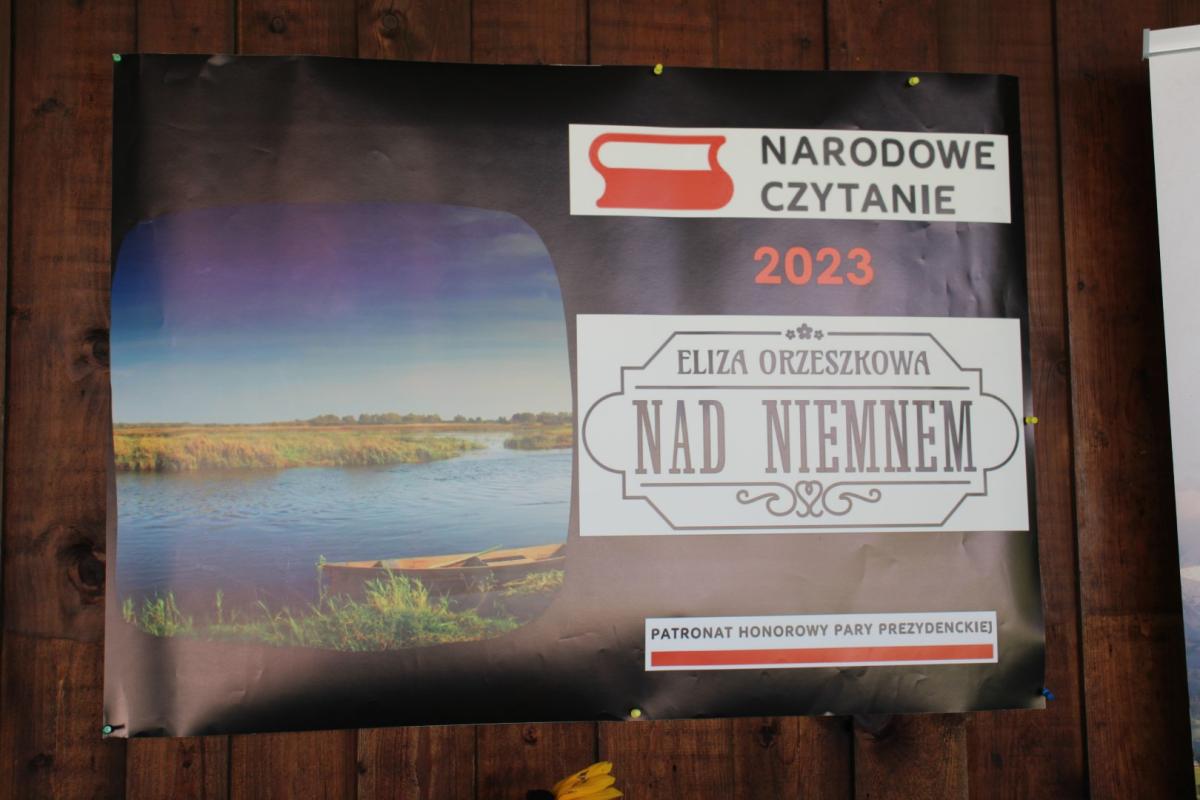 NARODOWE
CZYTANIE
2023
ELIZA ORZESZKOWA
NAD NIEMNEM
PATRONAT HONOROWY PARY PREZYDENCKIEJ